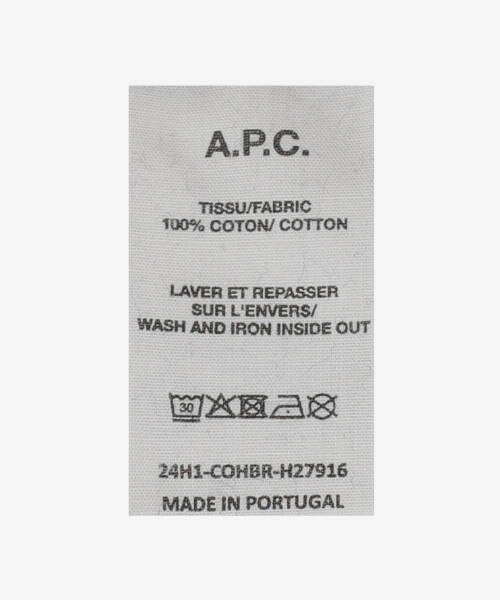 A.P.C.
TISSU/FABRIC
100% COTON/ COTTON
LAVER ET REPASSER
SUR L'ENVERS/
WASH AND IRON INSIDE OUT
30
24H1-COHBR-H27916
MADE IN PORTUGAL